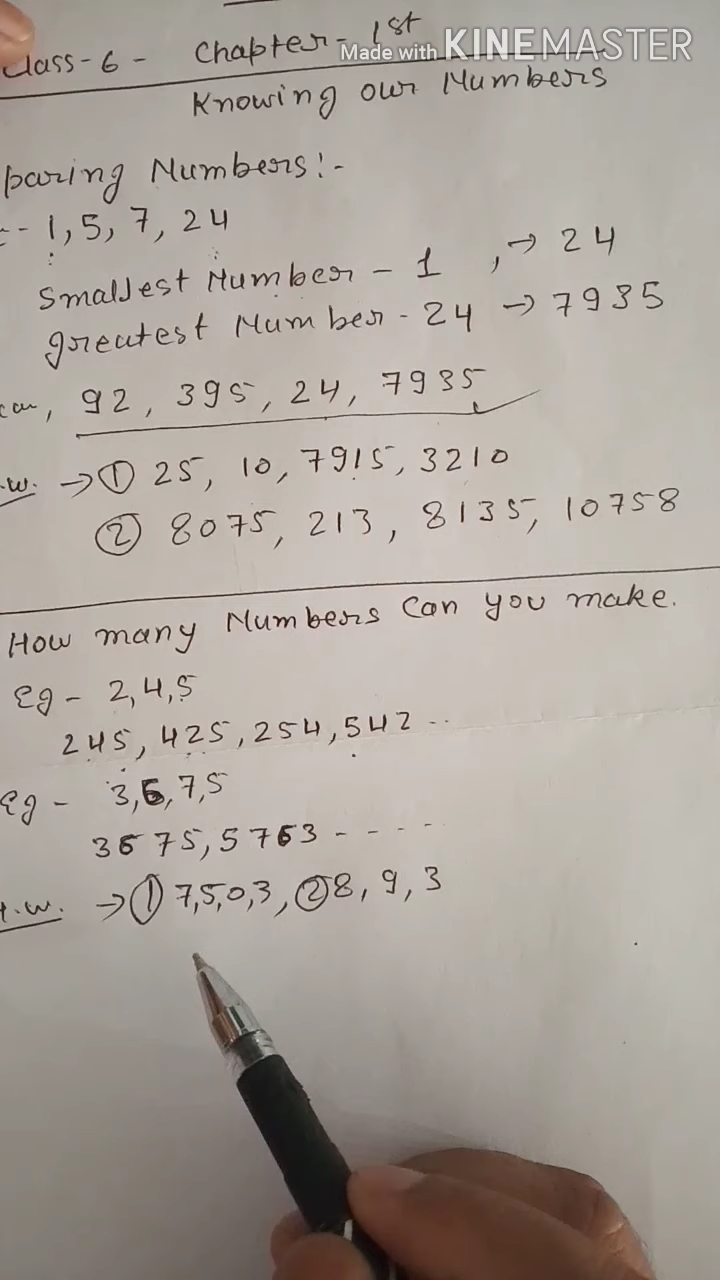 Class-6- Chapter-1st
Made with KINEMASTER
Knowing our Numbers
paring Numbers:-
- 1, 5, 7, 24
Smallest Number - 1 , → 24
greatest Number - 24 → 7935
, 92, 395, 24, 7935
.w. → ① 25, 10, 7915, 3210
② 8075, 213, 8135, 10758
How many Numbers can you make.
Eg - 2,4,5
245, 425, 254, 542 ..
Eg - 3,6,7,5
3675, 5763 - - - -
.w. → ① 7,5,0,3, ② 8, 9, 3